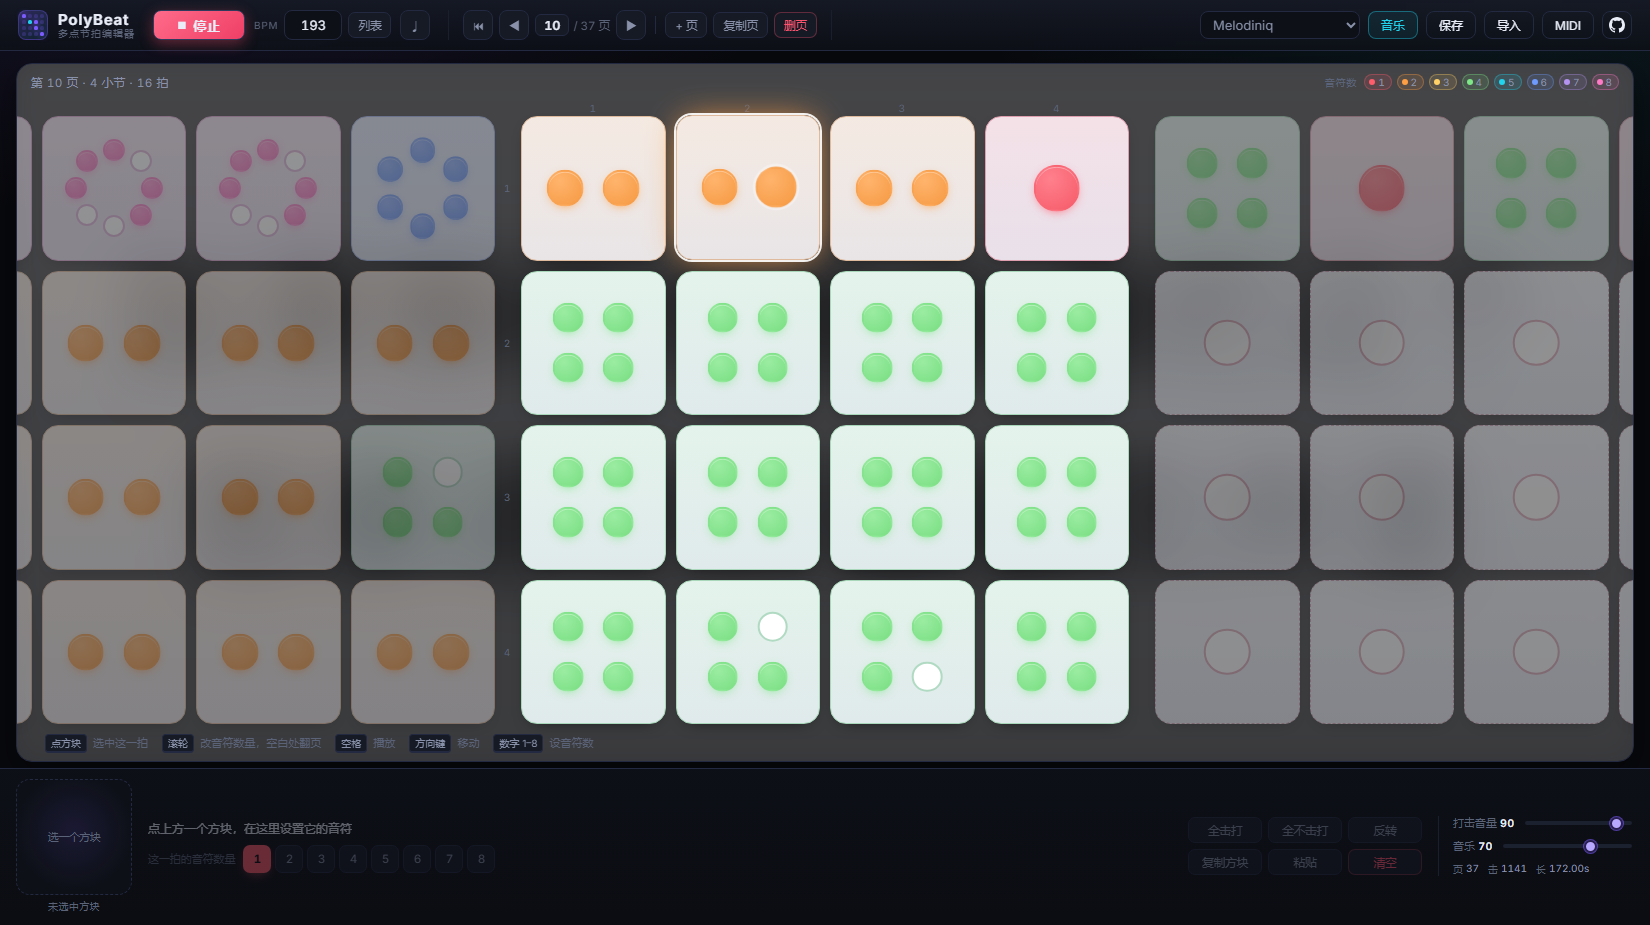 PolyBeat
多点节拍编辑器
停止
BPM 193 列表 ♩
10 / 37 页
+ 页 复制页 删页
Melodiniq 音乐 保存 导入 MIDI
第 10 页 · 4 小节 · 16 拍
音符数 1 2 3 4 5 6 7 8
1 2 3 4
1
2
3
4
点方块 选中这一拍 滚轮 改音符数量，空白处翻页 空格 播放 方向键 移动 数字 1–8 设音符数
选一个方块
未选中方块
点上方一个方块，在这里设置它的音符
这一拍的音符数量 1 2 3 4 5 6 7 8
全击打 全不击打 反转
复制方块 粘贴 清空
打击音量 90
音乐 70
页 37 击 1141 长 172.00s